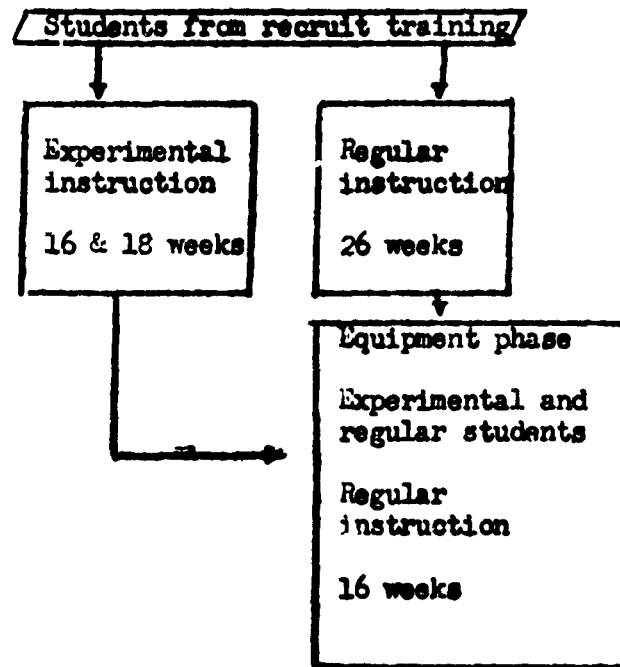 Students from recruit training
Experimental
instruction
16 & 18 weeks
Regular
instruction
26 weeks
Equipment phase
Experimental and
regular students
Regular
instruction
16 weeks